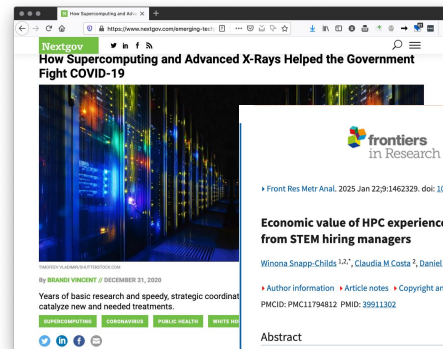 How Supercomputing and Adv
https://www.nextgov.com/emerging-tech
Nextgov
How Supercomputing and Advanced X-Rays Helped the Government
Fight COVID-19
TIMOFEEV VLADIMIR/SHUTTERSTOCK.COM
By BRANDI VINCENT // DECEMBER 31, 2020
Years of basic research and speedy, strategic coordinat
catalyze new and needed treatments.
SUPERCOMPUTING CORONAVIRUS PUBLIC HEALTH WHITE HO
frontiers
in Research
Front Res Metr Anal. 2025 Jan 22;9:1462329. doi: 10
Economic value of HPC experience
from STEM hiring managers
Winona Snapp-Childs 1,2,*, Claudia M Costa 2, Daniel
Author information Article notes Copyright an
PMCID: PMC11794812 PMID: 39911302
Abstract